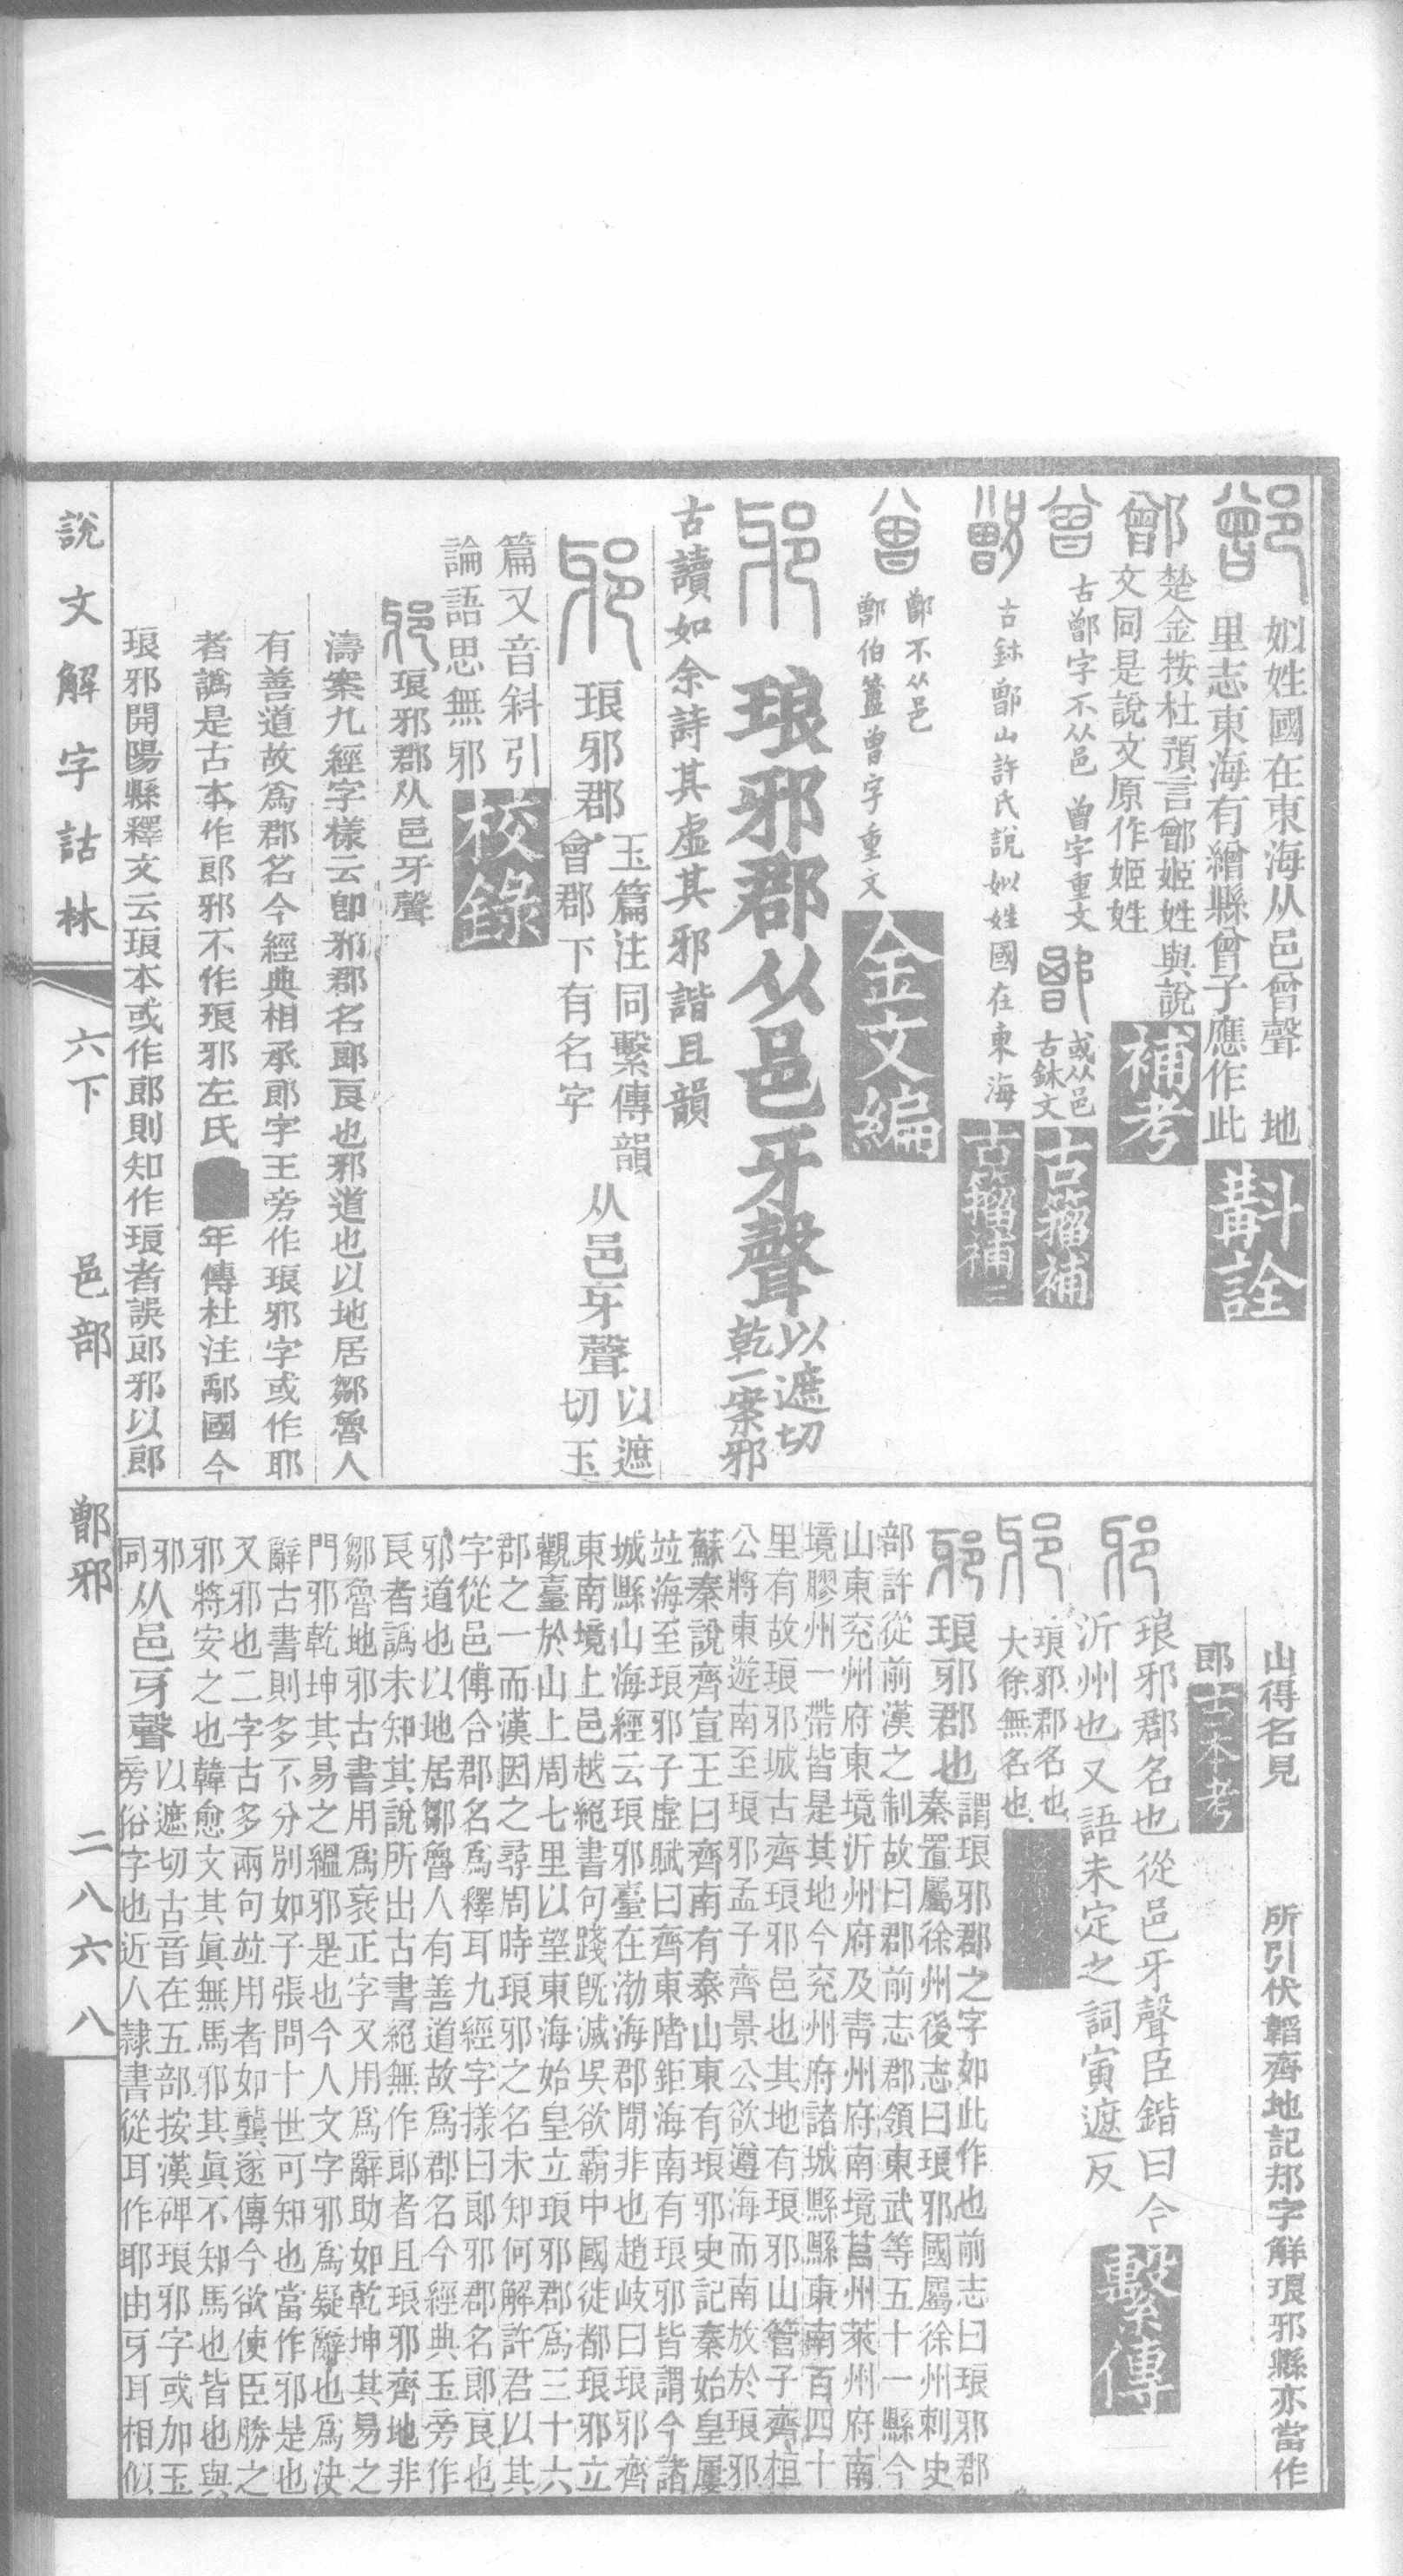 鄫 姒姓國在東海从邑曾聲 地
里志東海有繒縣曾子應作此 斠詮
鄫 楚金按杜預言鄫姬姓與說
文同是說文原作姬姓 補考
古鄫字不从邑 曾字重文 或从邑
古鉢文 古籀補
古鉢鄫山許氏說姒姓國在東海 古籀補二
鄫不从邑
鄫伯簠曾字重文 金文編
邪 琅邪郡从邑牙聲 以遮切
乾一案邪
古讀如余詩其虛其邪諧且韻
邪 琅邪郡 玉篇注同繫傳韻
會郡下有名字 从邑牙聲 以遮
切玉
篇又音斜引
論語思無邪 校錄
邪 琅邪郡从邑牙聲
濤案九經字樣云郎邪郡名郎良也邪道也以地居鄒魯人
有善道故爲郡名今經典相承郎字王旁作琅邪字或作耶
者譌是古本作郎邪不作琅邪左氏 年傳杜注鄅國今
琅邪開陽縣釋文云琅本或作郎則知作琅者誤郎邪以郎
山得名見 所引伏韜齊地記邦字解琅邪縣亦當作
郎 古本考
邪 琅邪郡名也從邑牙聲臣鍇曰今
沂州也又語未定之詞寅遮反 繫傳
邪 琅邪郡名也
大徐無名也
邪 琅邪郡也 謂琅邪郡之字如此作也前志曰琅邪郡
秦置屬徐州後志曰琅邪國屬徐州刺史
部許從前漢之制故曰郡前志郡領東武等五十一縣今
山東兖州府東境沂州府及青州府南境莒州萊州府南
境膠州一帶皆是其地今兖州府諸城縣縣東南百四十
里有故琅邪城古齊琅邪邑也其地有琅邪山管子齊桓
公將東遊南至琅邪孟子齊景公欲遵海而南放於琅邪
蘇秦說齊宣王曰齊南有泰山東有琅邪史記秦始皇屢
竝海至琅邪子虛賦曰齊東陼鉅海南有琅邪皆謂今諸
城縣山海經云琅邪臺在渤海郡閒非也趙岐曰琅邪齊
東南境上邑越絕書句踐旣滅吳欲霸中國徙都琅邪立
觀臺於山上周七里以望東海始皇立琅邪郡爲三十六
郡之一而漢因之尋周時琅邪之名未知何解許君以其
字從邑傅合郡名爲釋耳九經字㨾曰郎邪郡名郎良也
邪道也以地居鄒魯人有善道故爲郡名今經典玉旁作
良者譌未知其說所出古書絕無作郎者且琅邪齊地非
鄒魯地邪古書用爲衺正字又用爲辭助如乾坤其易之
門邪乾坤其易之緼邪是也今人文字邪爲疑辭也爲決
辭古書則多不分別如子張問十世可知也當作邪是也
又邪也二字古多兩句竝用者如龔遂傳今欲使臣勝之
邪將安之也韓愈文其眞無馬邪其眞不知馬也皆也與
邪同 从邑牙聲 以遮切古音在五部按漢碑琅邪字或加玉
旁俗字也近人隷書從耳作耶由牙耳相似
說文解字詁林
六下
邑部
鄫邪
二八六八